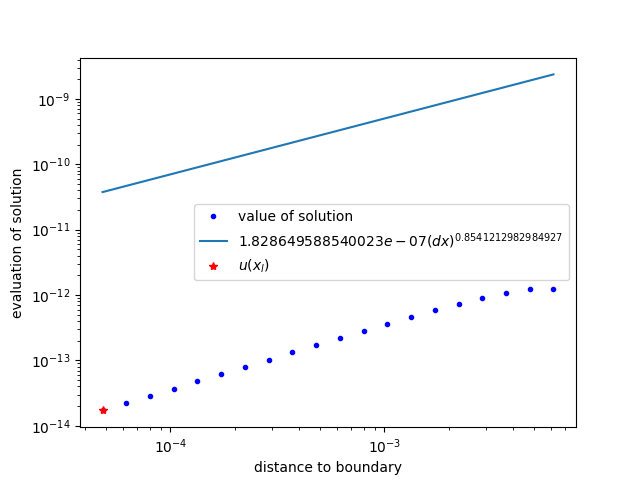 10⁻⁹
10⁻¹⁰
10⁻¹¹
10⁻¹²
10⁻¹³
10⁻¹⁴
evaluation of solution
value of solution
1.828649588540023e − 07(dx)^0.8541212982984927
u(x_l)
10⁻⁴
10⁻³
distance to boundary